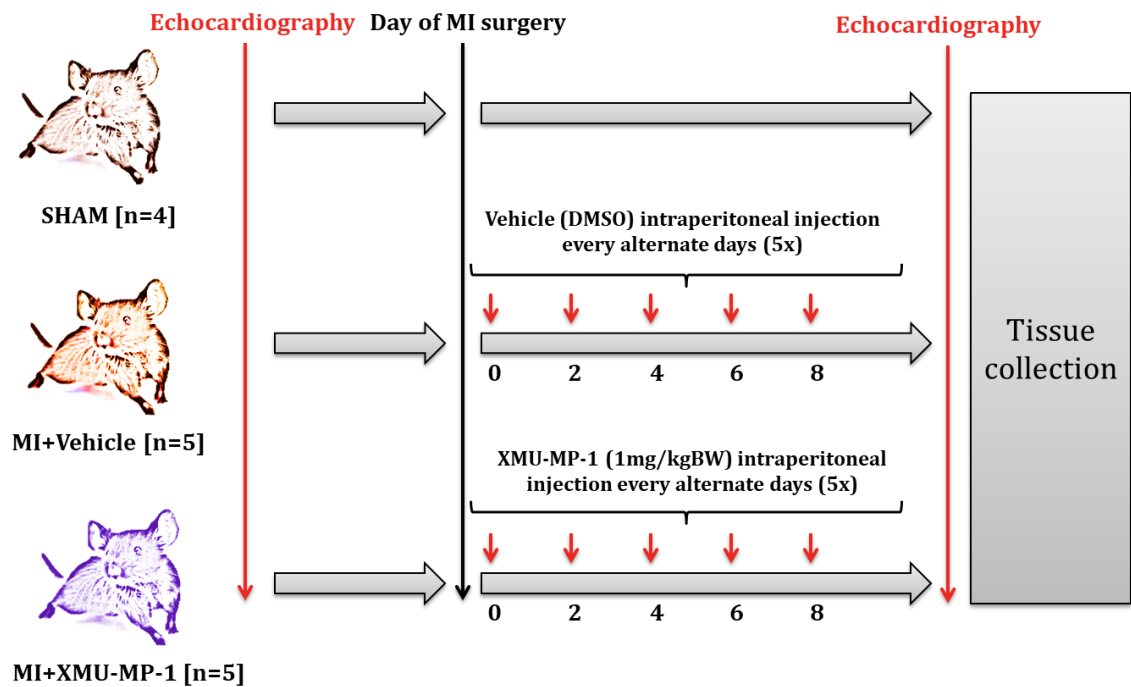 Echocardiography
Day of MI surgery
Echocardiography
SHAM [n=4]
Vehicle (DMSO) intraperitoneal injection
every alternate days (5x)
0 2 4 6 8
MI+Vehicle [n=5]
XMU-MP-1 (1mg/kgBW) intraperitoneal
injection every alternate days (5x)
0 2 4 6 8
MI+XMU-MP-1 [n=5]
Tissue
collection